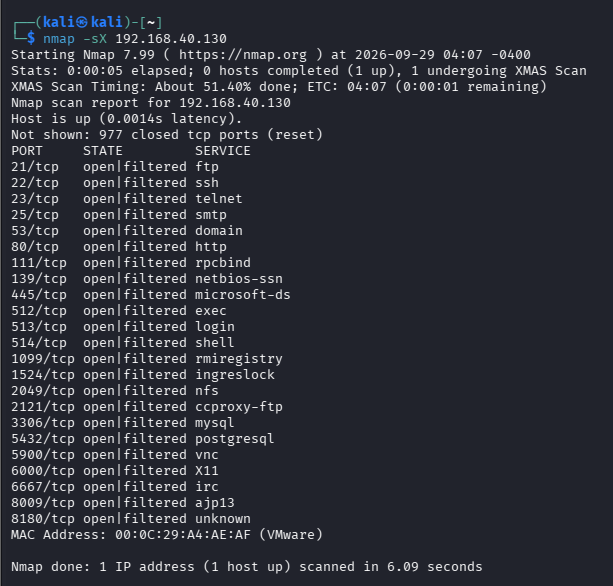 ┌──(kali㉿kali)-[~]
└─$ nmap -sX 192.168.40.130
Starting Nmap 7.99 ( https://nmap.org ) at 2026-09-29 04:07 -0400
Stats: 0:00:05 elapsed; 0 hosts completed (1 up), 1 undergoing XMAS Scan
XMAS Scan Timing: About 51.40% done; ETC: 04:07 (0:00:01 remaining)
Nmap scan report for 192.168.40.130
Host is up (0.0014s latency).
Not shown: 977 closed tcp ports (reset)
PORT     STATE         SERVICE
21/tcp   open|filtered ftp
22/tcp   open|filtered ssh
23/tcp   open|filtered telnet
25/tcp   open|filtered smtp
53/tcp   open|filtered domain
80/tcp   open|filtered http
111/tcp  open|filtered rpcbind
139/tcp  open|filtered netbios-ssn
445/tcp  open|filtered microsoft-ds
512/tcp  open|filtered exec
513/tcp  open|filtered login
514/tcp  open|filtered shell
1099/tcp open|filtered rmiregistry
1524/tcp open|filtered ingreslock
2049/tcp open|filtered nfs
2121/tcp open|filtered ccproxy-ftp
3306/tcp open|filtered mysql
5432/tcp open|filtered postgresql
5900/tcp open|filtered vnc
6000/tcp open|filtered X11
6667/tcp open|filtered irc
8009/tcp open|filtered ajp13
8180/tcp open|filtered unknown
MAC Address: 00:0C:29:A4:AE:AF (VMware)
Nmap done: 1 IP address (1 host up) scanned in 6.09 seconds